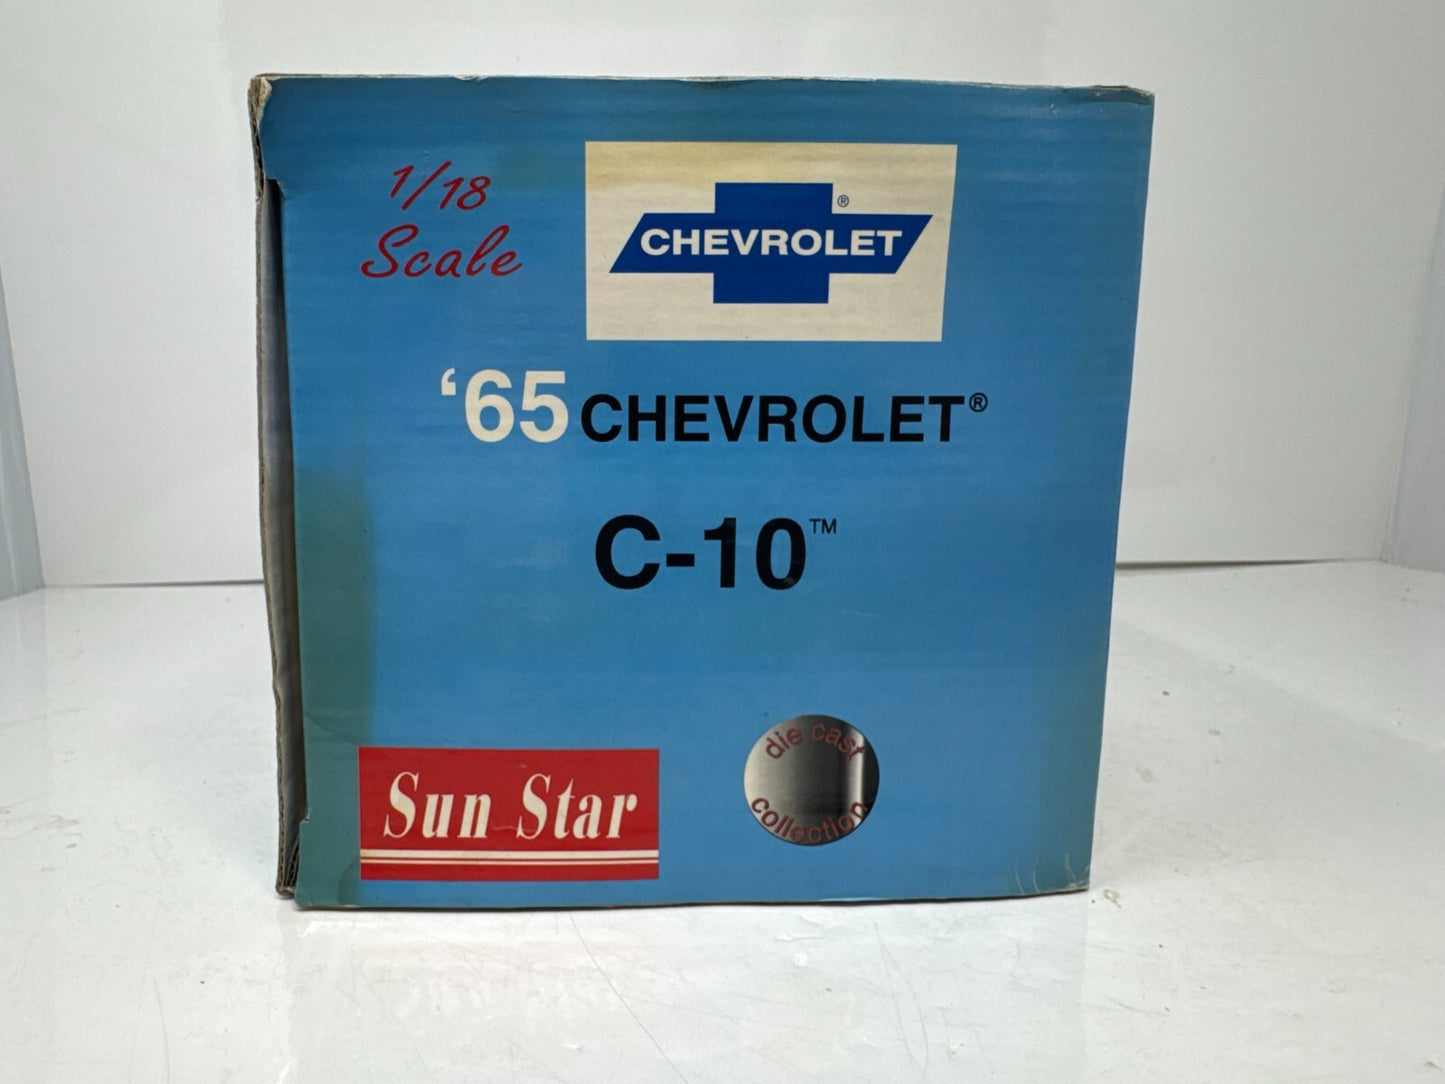 1/18
Scale
CHEVROLET®
‘65 CHEVROLET®
C-10™
Sun Star
die cast
collection